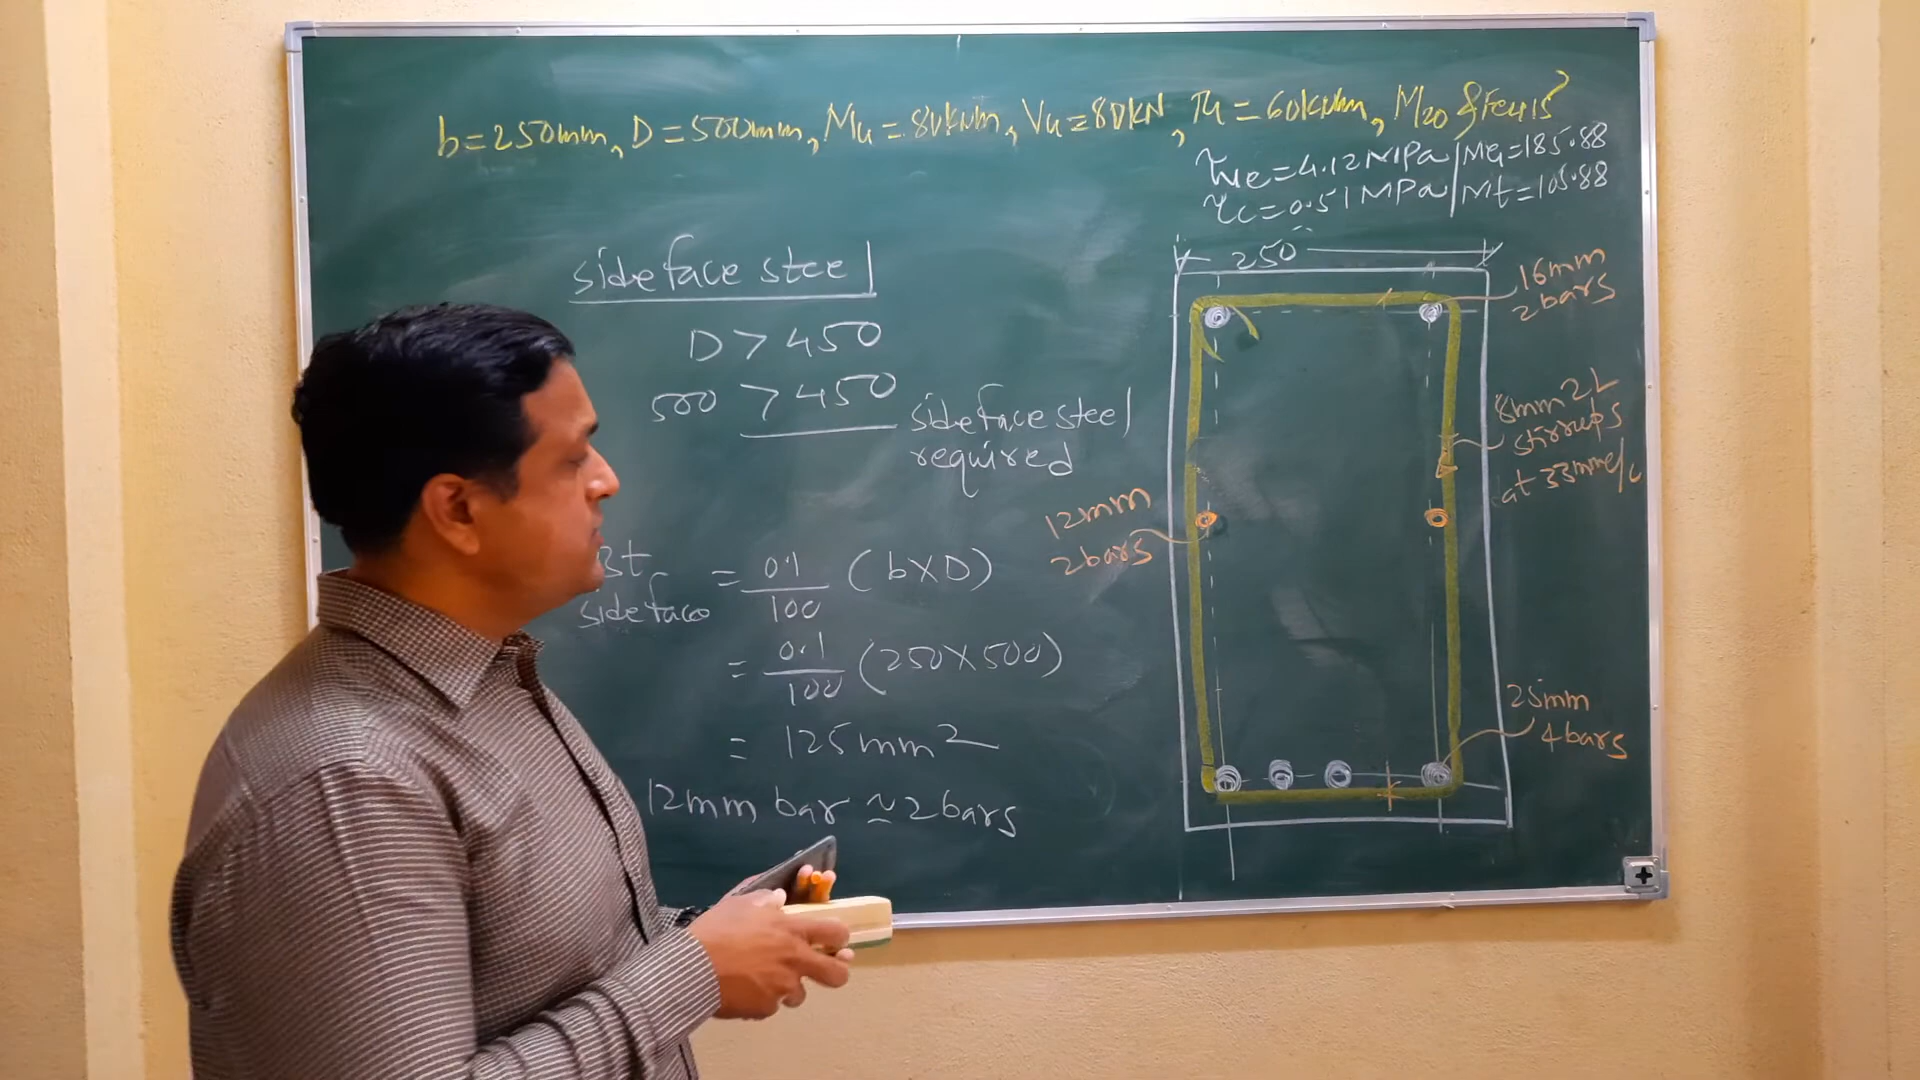 b=250mm, D=500mm, Mu=80kNm, Vu=80kN, Tu=60kNm, M20 & Fe415
τve=4.12MPa | Me1=185.88
τc=0.51MPa | Mt=105.88
side face steel
D > 450
500 > 450
side face steel
required
st
side face
= 0.1/100 (b×D)
= 0.1/100 (250×500)
= 125mm²
12mm bar ≈ 2bars
250
16mm
2bars
8mm 2L
stirrups
at 33mm c/c
12mm
2bars
25mm
4bars